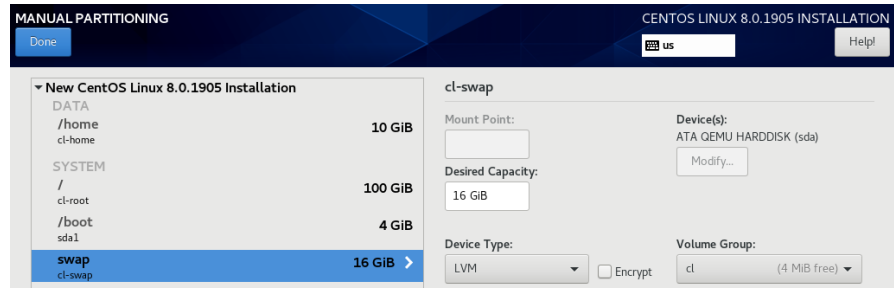 MANUAL PARTITIONING
CENTOS LINUX 8.0.1905 INSTALLATION
Done
us
Help!
New CentOS Linux 8.0.1905 Installation
DATA
/home
10 GiB
cl-home
SYSTEM
/
100 GiB
cl-root
/boot
4 GiB
sda1
swap
16 GiB
cl-swap
cl-swap
Mount Point:
Device(s):
ATA QEMU HARDDISK (sda)
Modify...
Desired Capacity:
16 GiB
Device Type:
Volume Group:
LVM
Encrypt
cl
(4 MiB free)